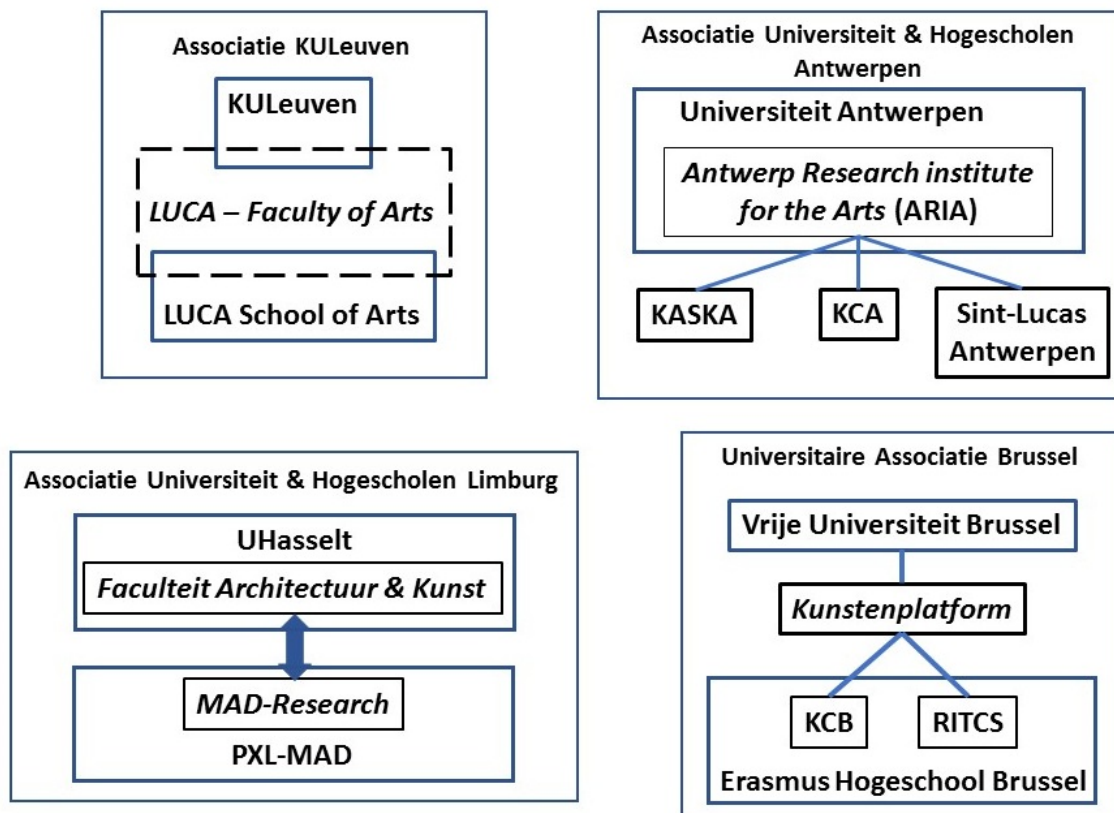 Associatie KULeuven
KULeuven
LUCA – Faculty of Arts
LUCA School of Arts
Associatie Universiteit & Hogescholen
Antwerpen
Universiteit Antwerpen
Antwerp Research institute
for the Arts (ARIA)
KASKA
KCA
Sint-Lucas
Antwerpen
Associatie Universiteit & Hogescholen Limburg
UHasselt
Faculteit Architectuur & Kunst
MAD-Research
PXL-MAD
Universitaire Associatie Brussel
Vrije Universiteit Brussel
Kunstenplatform
KCB
RITCS
Erasmus Hogeschool Brussel